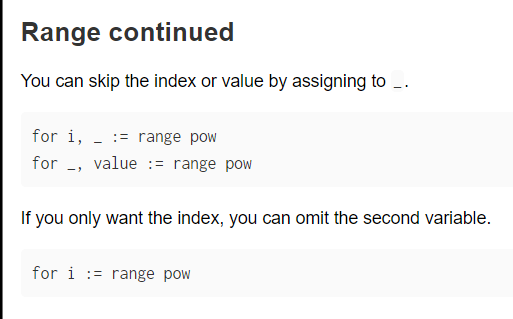 Range continued
You can skip the index or value by assigning to _.
for i, _ := range pow
for _, value := range pow
If you only want the index, you can omit the second variable.
for i := range pow